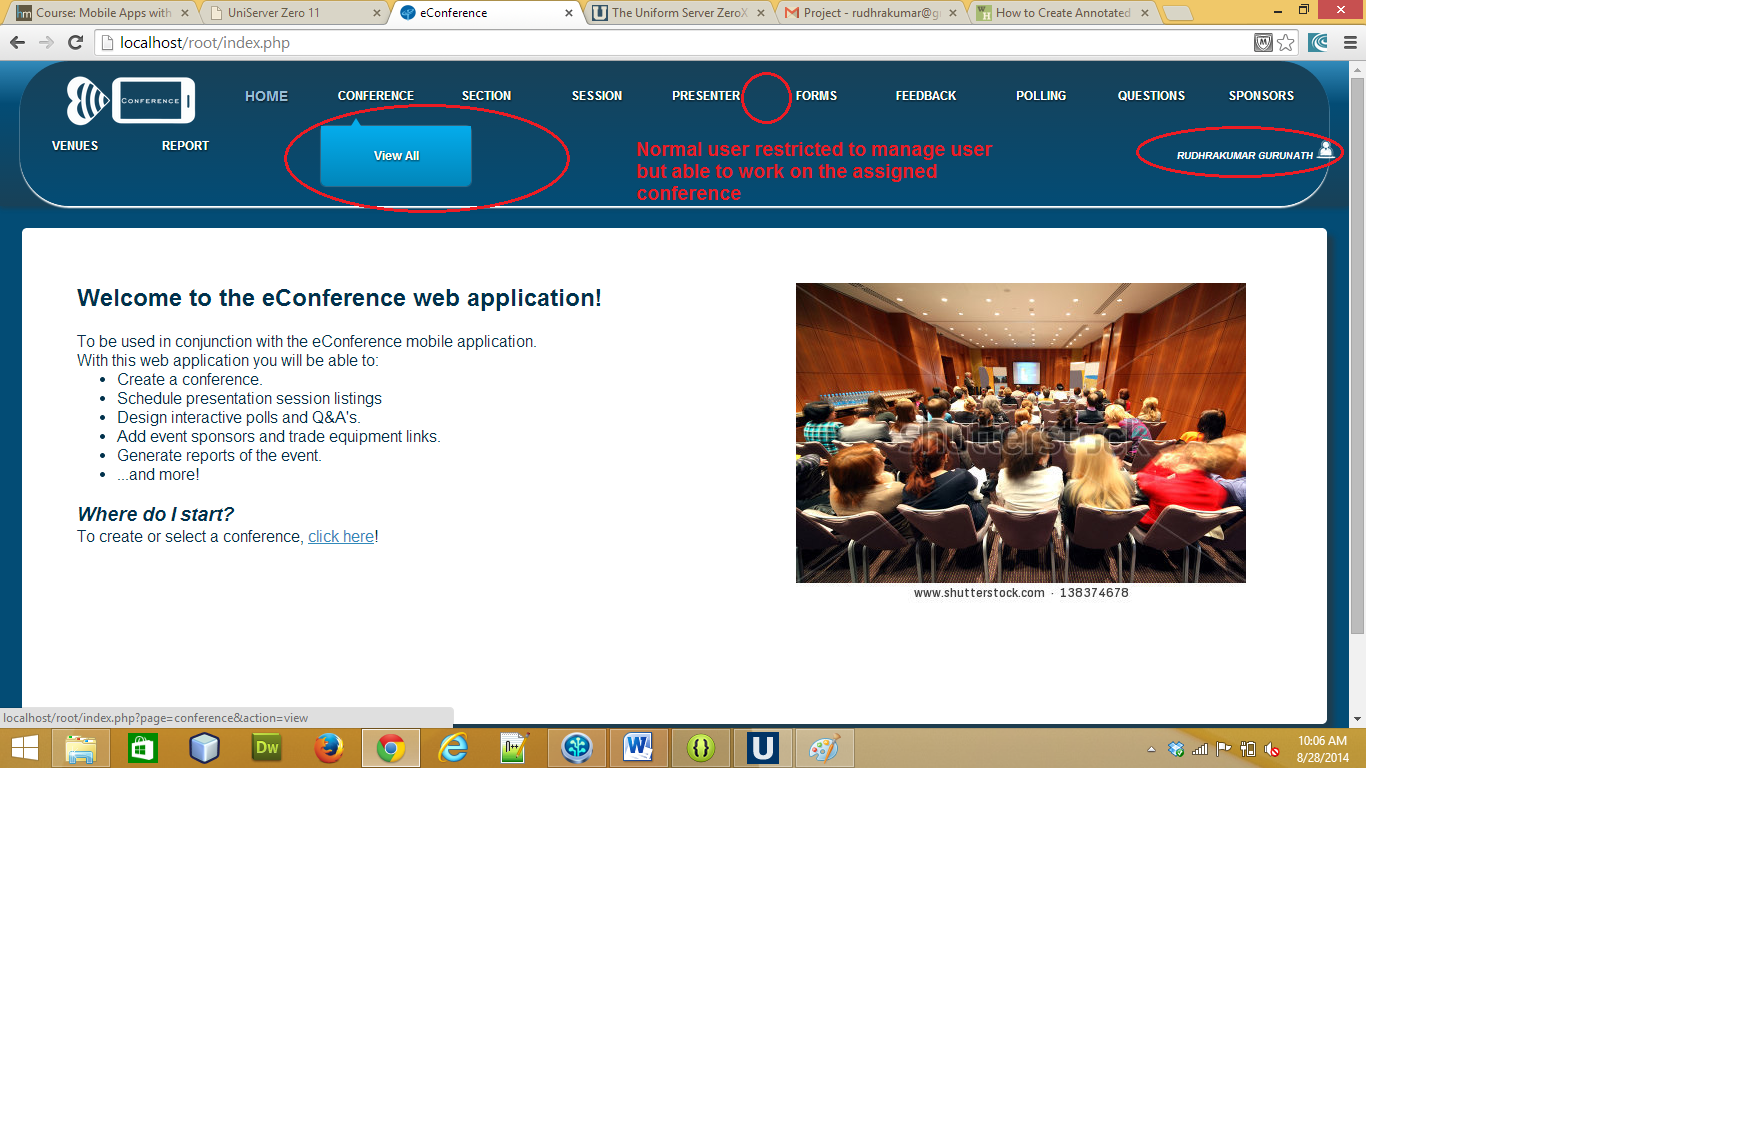 Course: Mobile Apps with
UniServer Zero 11
eConference
The Uniform Server ZeroX
Project - rudhrakumar@g
How to Create Annotated
localhost/root/index.php
CONFERENCE
HOME
CONFERENCE
SECTION
SESSION
PRESENTER
FORMS
FEEDBACK
POLLING
QUESTIONS
SPONSORS
VENUES
REPORT
View All
Normal user restricted to manage user
but able to work on the assigned
conference
RUDHRAKUMAR GURUNATH
Welcome to the eConference web application!
To be used in conjunction with the eConference mobile application.
With this web application you will be able to:
• Create a conference.
• Schedule presentation session listings
• Design interactive polls and Q&A's.
• Add event sponsors and trade equipment links.
• Generate reports of the event.
• ...and more!
Where do I start?
To create or select a conference, click here!
shutterstock
www.shutterstock.com · 138374678
localhost/root/index.php?page=conference&action=view
Dw
10:06 AM
8/28/2014